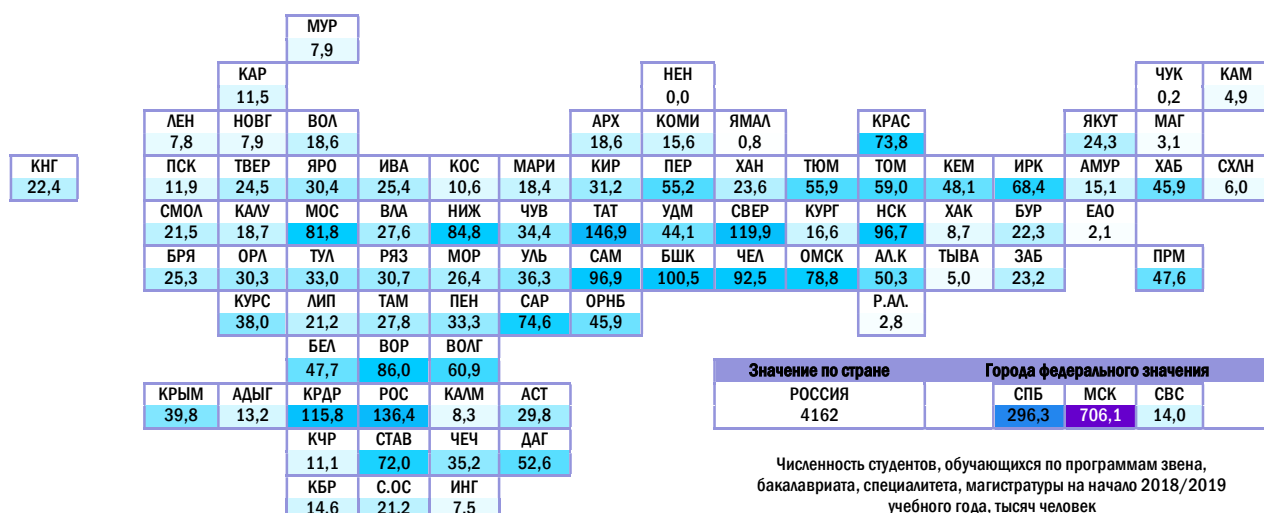 МУР
7,9
КАР НЕН ЧУК КАМ
11,5 0,0 0,2 4,9
ЛЕН НОВГ ВОЛ АРХ КОМИ ЯМАЛ КРАС ЯКУТ МАГ
7,8 7,9 18,6 18,6 15,6 0,8 73,8 24,3 3,1
КНГ ПСК ТВЕР ЯРО ИВА КОС МАРИ КИР ПЕР ХАН ТЮМ ТОМ КЕМ ИРК АМУР ХАБ СХЛН
22,4 11,9 24,5 30,4 25,4 10,6 18,4 31,2 55,2 23,6 55,9 59,0 48,1 68,4 15,1 45,9 6,0
СМОЛ КАЛУ МОС ВЛА НИЖ ЧУВ ТАТ УДМ СВЕР КУРГ НСК ХАК БУР ЕАО
21,5 18,7 81,8 27,6 84,8 34,4 146,9 44,1 119,9 16,6 96,7 8,7 22,3 2,1
БРЯ ОРЛ ТУЛ РЯЗ МОР УЛЬ САМ БШК ЧЕЛ ОМСК АЛ.К ТЫВА ЗАБ ПРМ
25,3 30,3 33,0 30,7 26,4 36,3 96,9 100,5 92,5 78,8 50,3 5,0 23,2 47,6
КУРС ЛИП ТАМ ПЕН САР ОРНБ Р.АЛ.
38,0 21,2 27,8 33,3 74,6 45,9 2,8
БЕЛ ВОР ВОЛГ
47,7 86,0 60,9
КРЫМ АДЫГ КРДР РОС КАЛМ АСТ
39,8 13,2 115,8 136,4 8,3 29,8
КЧР СТАВ ЧЕЧ ДАГ
11,1 72,0 35,2 52,6
КБР С.ОС ИНГ
14,6 21,2 7,5
Значение по стране Города федерального значения
РОССИЯ СПБ МСК СВС
4162 296,3 706,1 14,0
Численность студентов, обучающихся по программам звена,
бакалавриата, специалитета, магистратуры на начало 2018/2019
учебного года, тысяч человек